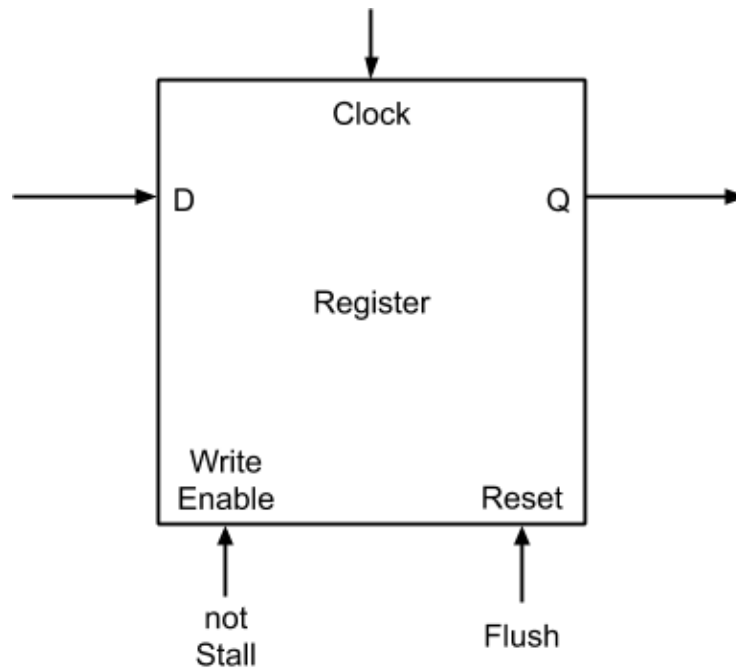 Clock
D
Q
Register
Write
Enable
Reset
not
Stall
Flush